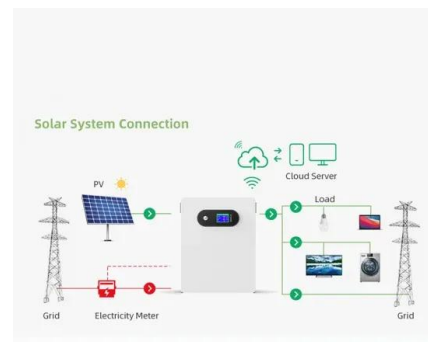 Solar System Connection
Cloud Server
PV
Load
Grid
Electricity Meter
Grid